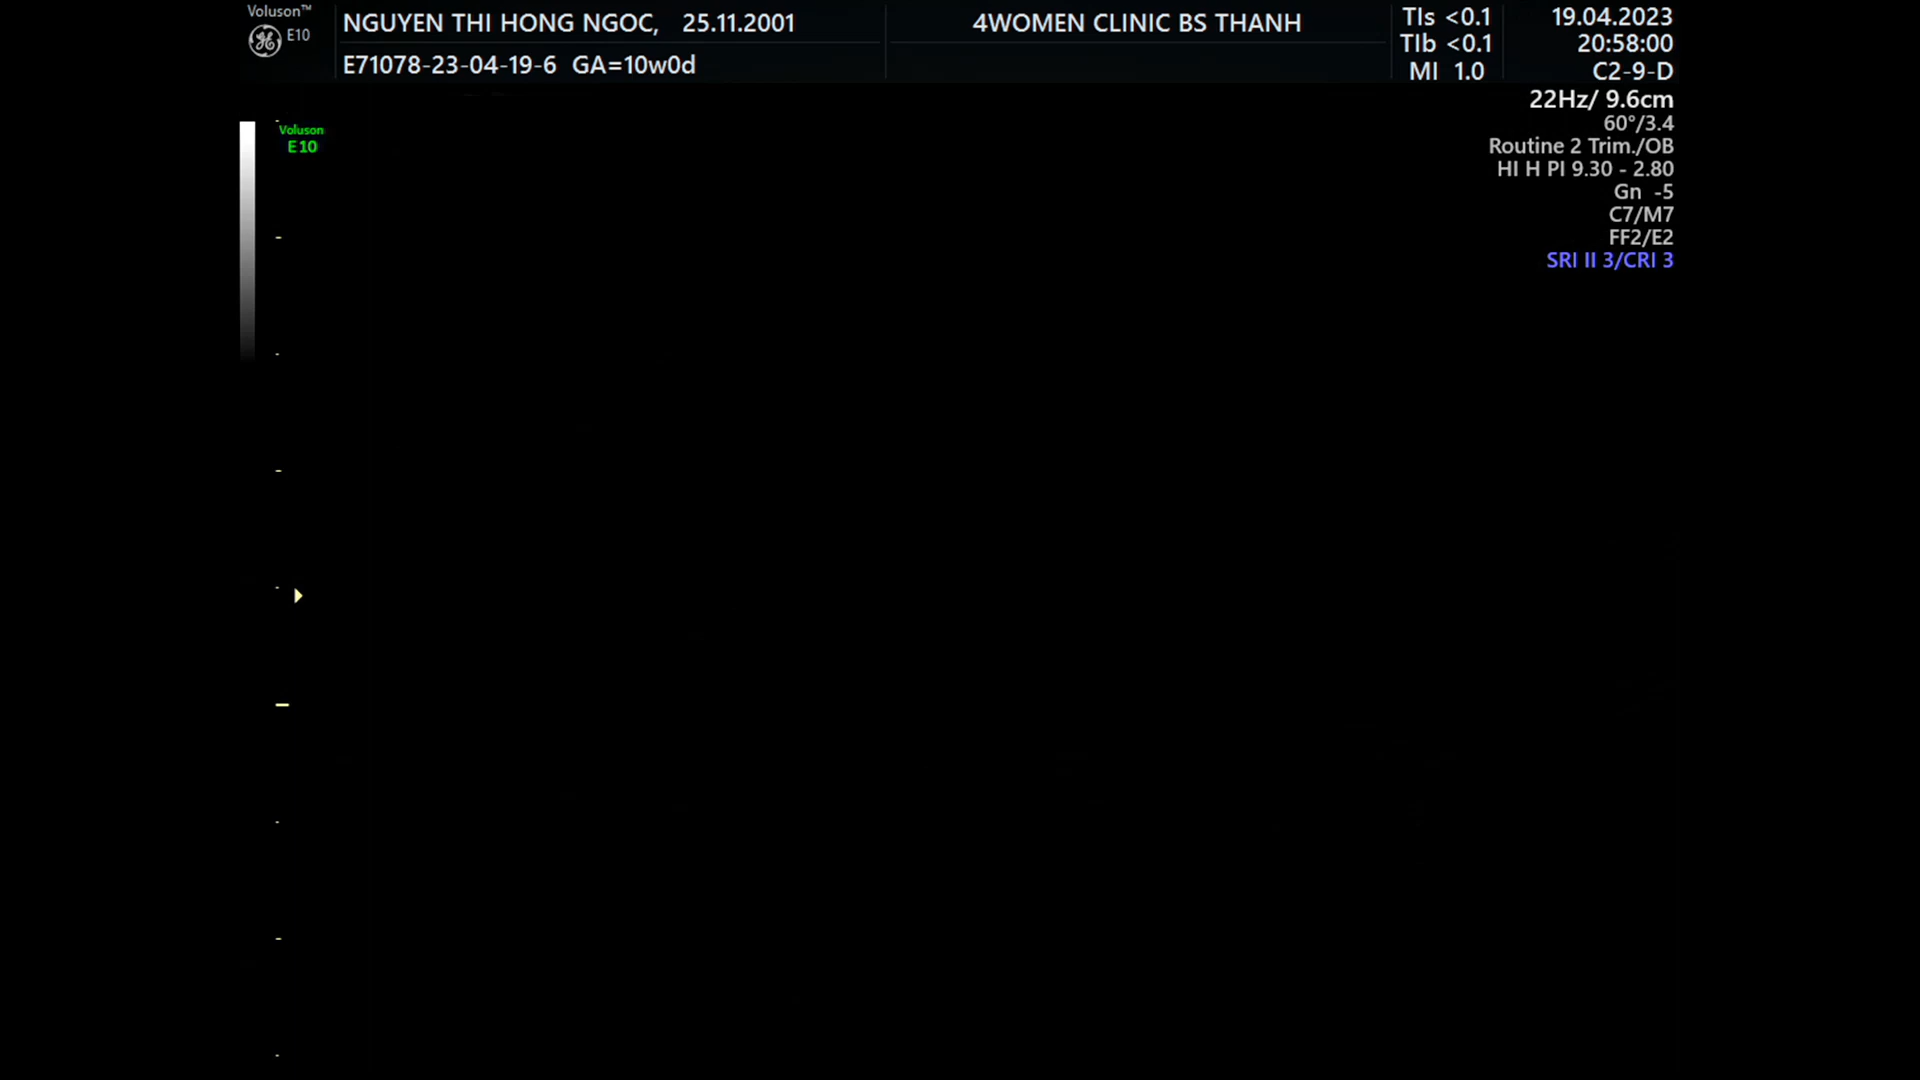 Voluson™
E10
NGUYEN THI HONG NGOC, 25.11.2001
E71078-23-04-19-6 GA=10w0d
4WOMEN CLINIC BS THANH
TIs <0.1
TIb <0.1
MI 1.0
19.04.2023
20:58:00
C2-9-D
22Hz/ 9.6cm
60°/3.4
Routine 2 Trim./OB
HI H PI 9.30 - 2.80
Gn -5
C7/M7
FF2/E2
SRI II 3/CRI 3
Voluson
E10